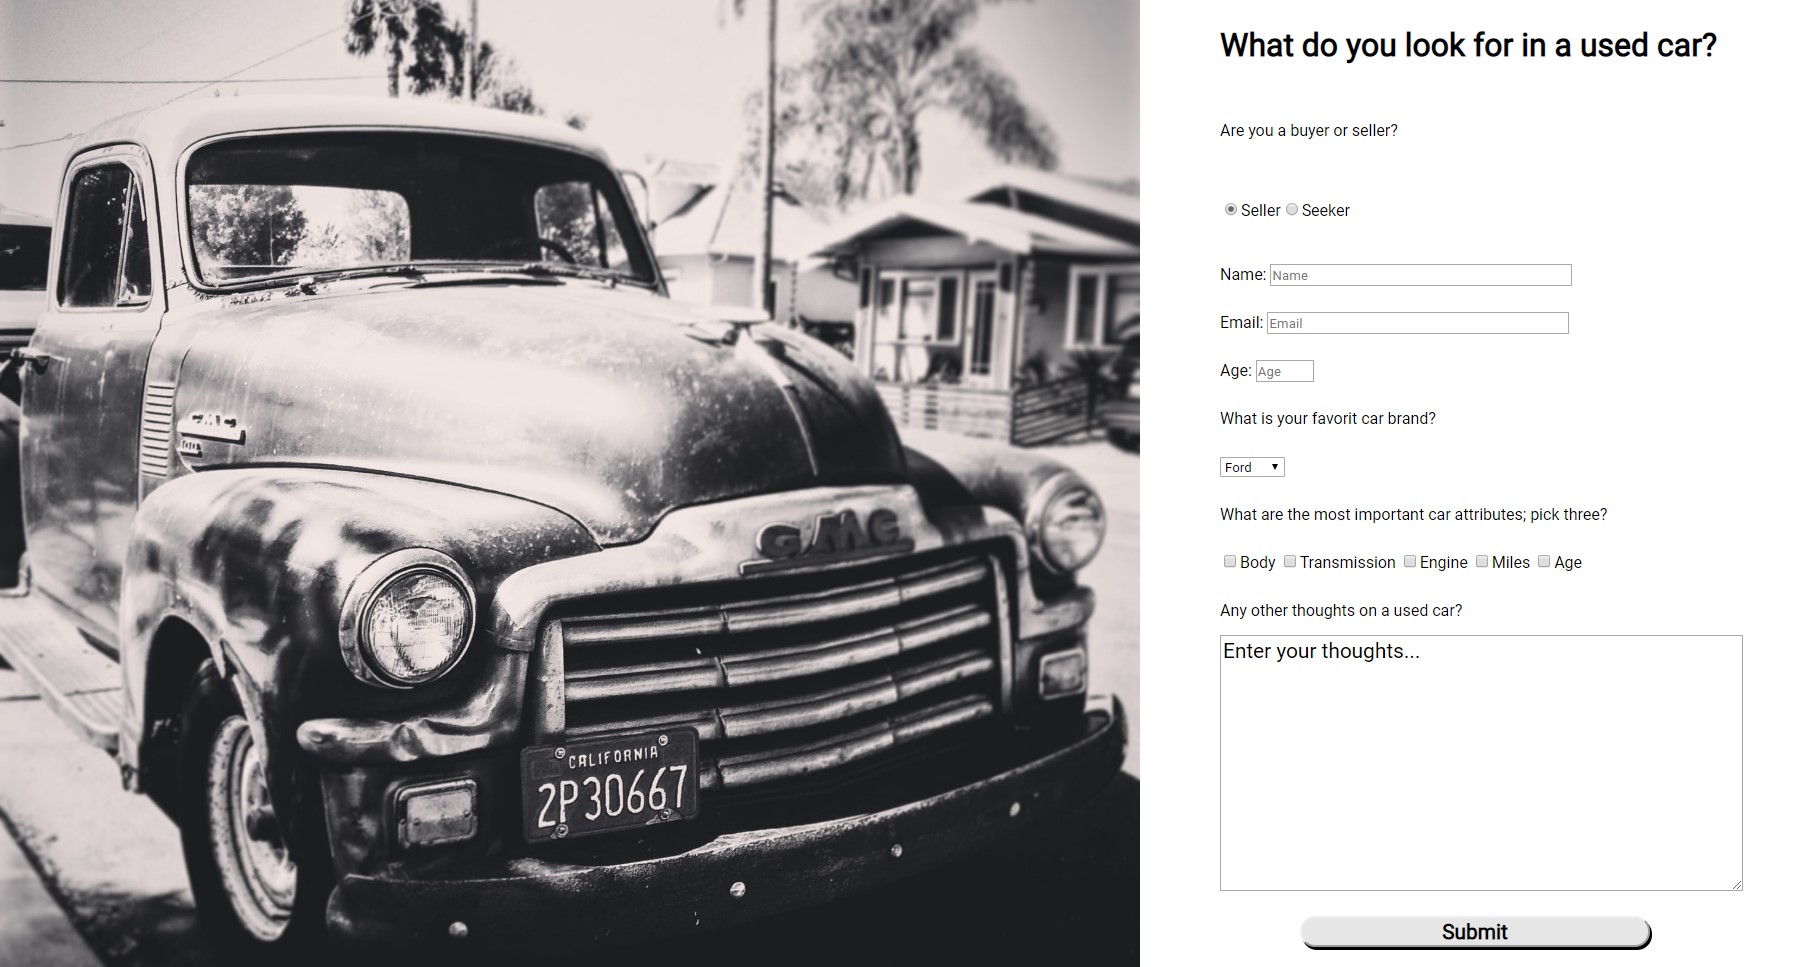 What do you look for in a used car?
Are you a buyer or seller?
Seller Seeker
Name: Name
Email: Email
Age: Age
What is your favorit car brand?
Ford
What are the most important car attributes; pick three?
Body Transmission Engine Miles Age
Any other thoughts on a used car?
Enter your thoughts...
Submit
GMC
CALIFORNIA
2P30667